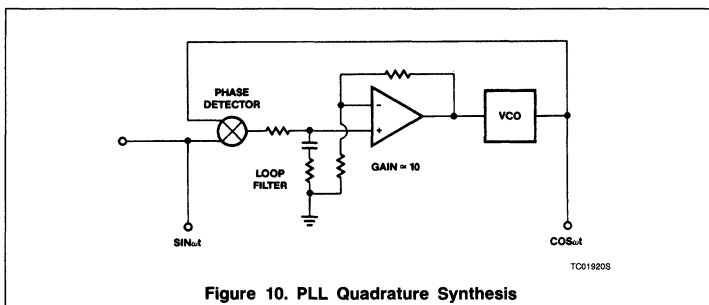 PHASE
DETECTOR
LOOP
FILTER
-
+
GAIN ≃ 10
VCO
SINωt
COSωt
TC01920S
Figure 10. PLL Quadrature Synthesis